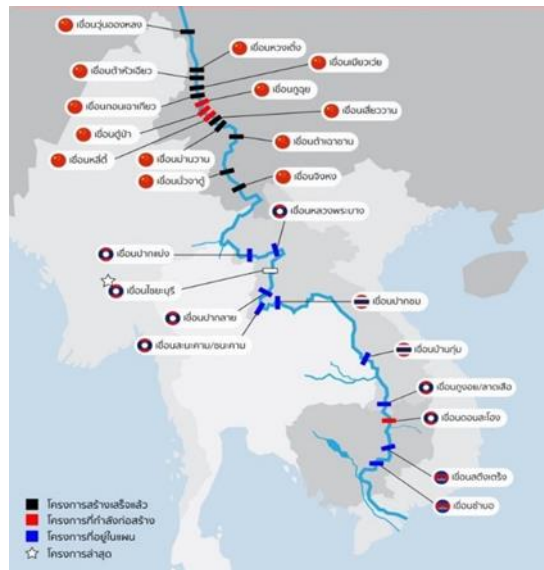 เขื่อนวุ่นอองหลง
เขื่อนหวงเติ้ง
เขื่อนเมียวเว่ย
เขื่อนต้าหัวเฉียว
เขื่อนกูฉุย
เขื่อนกอนเฉาเกียว
เขื่อนเสี่ยววาน
เขื่อนตู้ป่า
เขื่อนหลี่ตี้
เขื่อนม่านวาน
เขื่อนต้าเฉาซาน
เขื่อนนัวจาตู้
เขื่อนจิงหง
เขื่อนหลวงพระบาง
เขื่อนปากแบ่ง
เขื่อนไซยะบุรี
เขื่อนปากลาย
เขื่อนปากชม
เขื่อนสะนะคาม/ชนะคาม
เขื่อนบ้านกุ่ม
เขื่อนภูงอย/ลาดเสือ
เขื่อนดอนสะโฮง
เขื่อนสตึงเตร็ง
เขื่อนซำบอ
โครงการสร้างเสร็จแล้ว
โครงการที่กำลังก่อสร้าง
โครงการที่อยู่ในแผน
โครงการล่าสุด